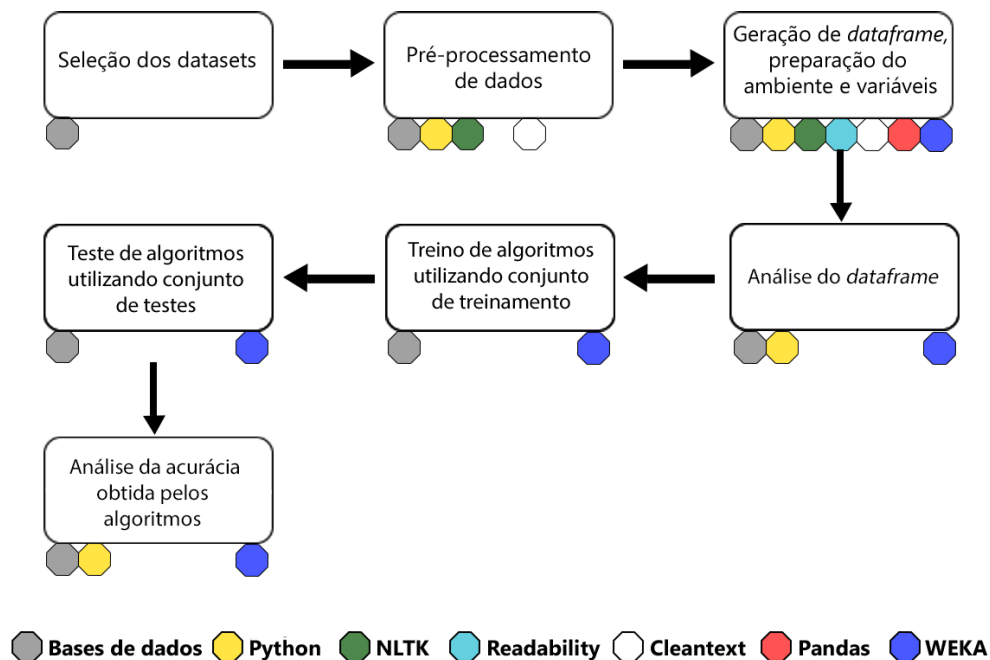 Seleção dos datasets
Pré-processamento
de dados
Geração de dataframe,
preparação do
ambiente e variáveis
Teste de algoritmos
utilizando conjunto
de testes
Treino de algoritmos
utilizando conjunto
de treinamento
Análise do dataframe
Análise da acurácia
obtida pelos
algoritmos
Bases de dados
Python
NLTK
Readability
Cleantext
Pandas
WEKA